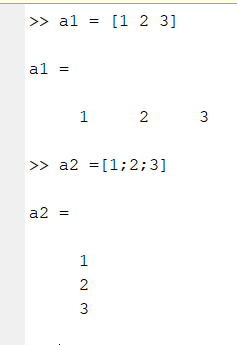 >> a1 = [1 2 3]
a1 =
1 2 3
>> a2 =[1;2;3]
a2 =
1
2
3